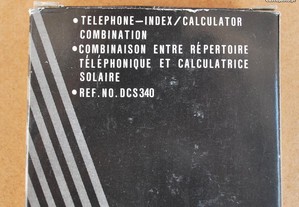 • TELEPHONE-INDEX/CALCULATOR
COMBINATION
• COMBINAISON ENTRE RÉPERTOIRE
TÉLÉPHONIQUE ET CALCULATRICE
SOLAIRE
• REF. NO. DCS340